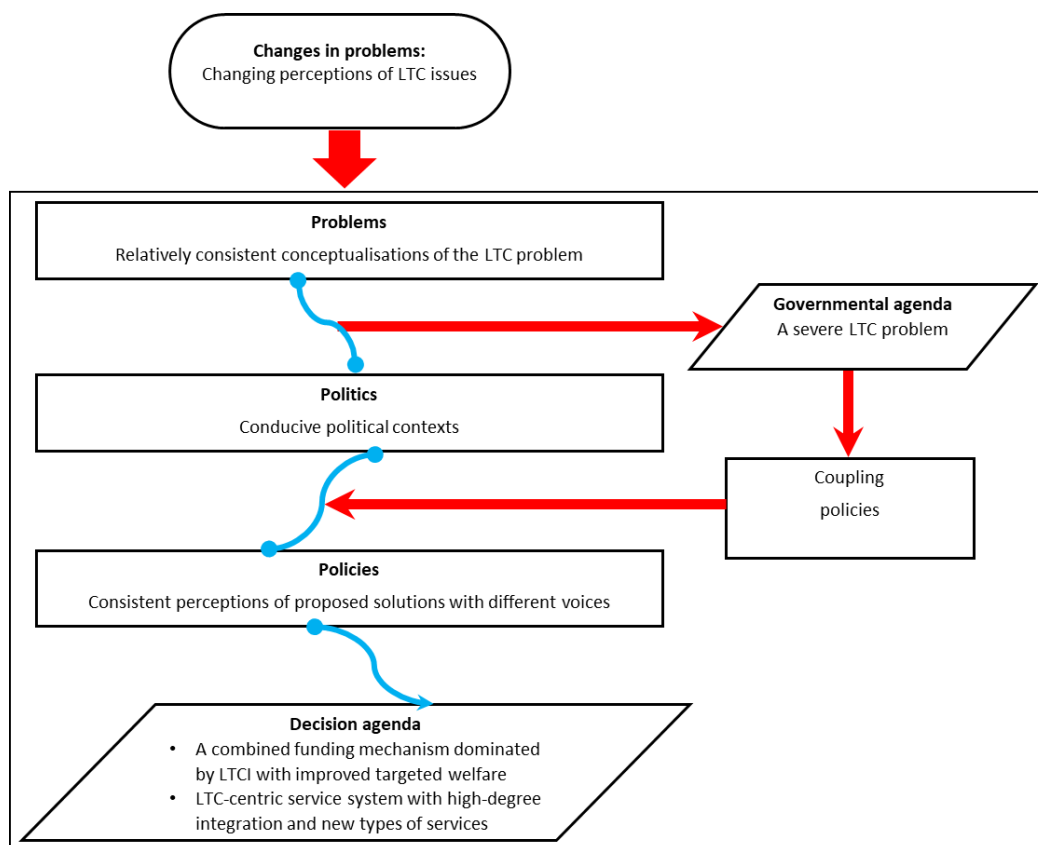 Changes in problems:
Changing perceptions of LTC issues
Problems
Relatively consistent conceptualisations of the LTC problem
Governmental agenda
A severe LTC problem
Politics
Conducive political contexts
Coupling
policies
Policies
Consistent perceptions of proposed solutions with different voices
Decision agenda
• A combined funding mechanism dominated
by LTCI with improved targeted welfare
• LTC-centric service system with high-degree
integration and new types of services